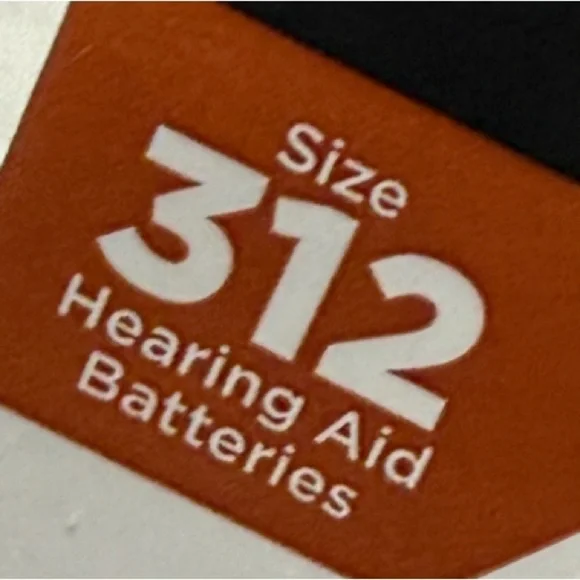 Size
312
Hearing Aid
Batteries